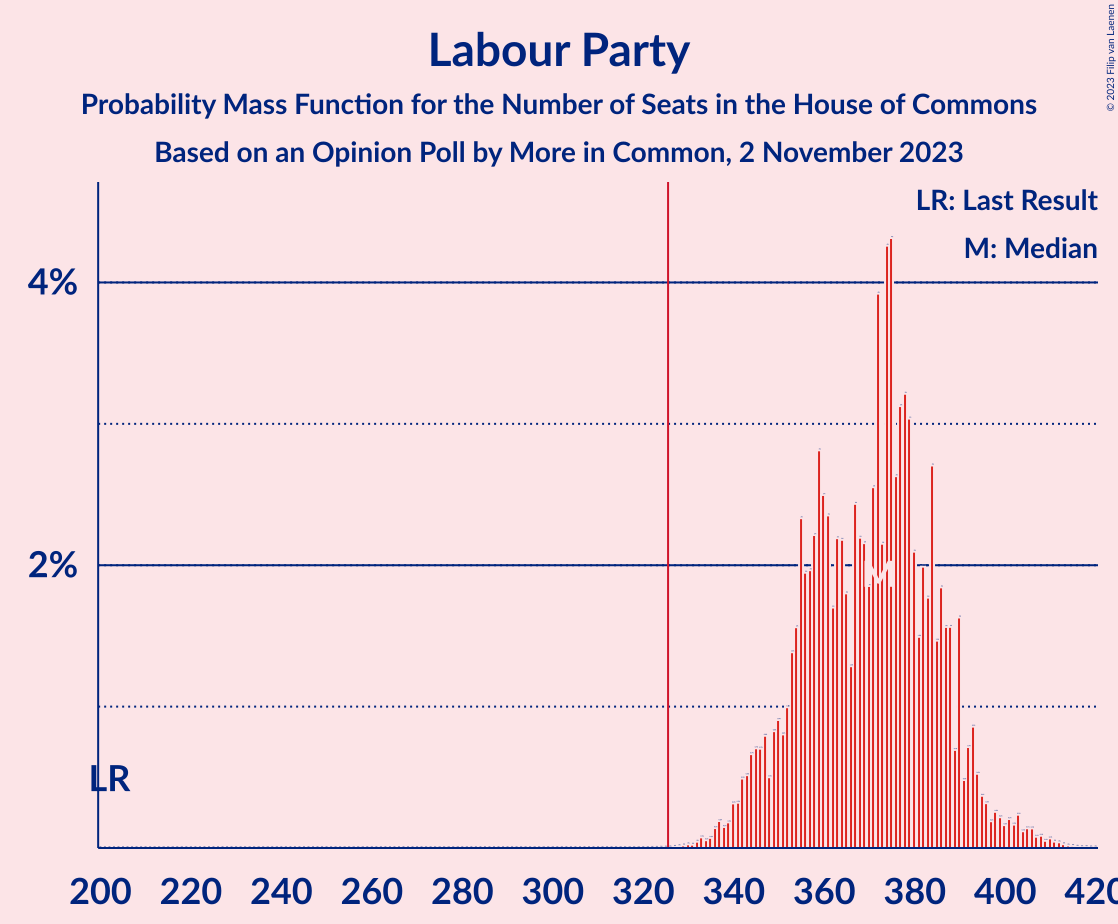 Labour Party
Probability Mass Function for the Number of Seats in the House of Commons
Based on an Opinion Poll by More in Common, 2 November 2023
© 2023 Filip van Laenen
LR: Last Result
M: Median
4%
2%
M
LR
200 220 240 260 280 300 320 340 360 380 400 420